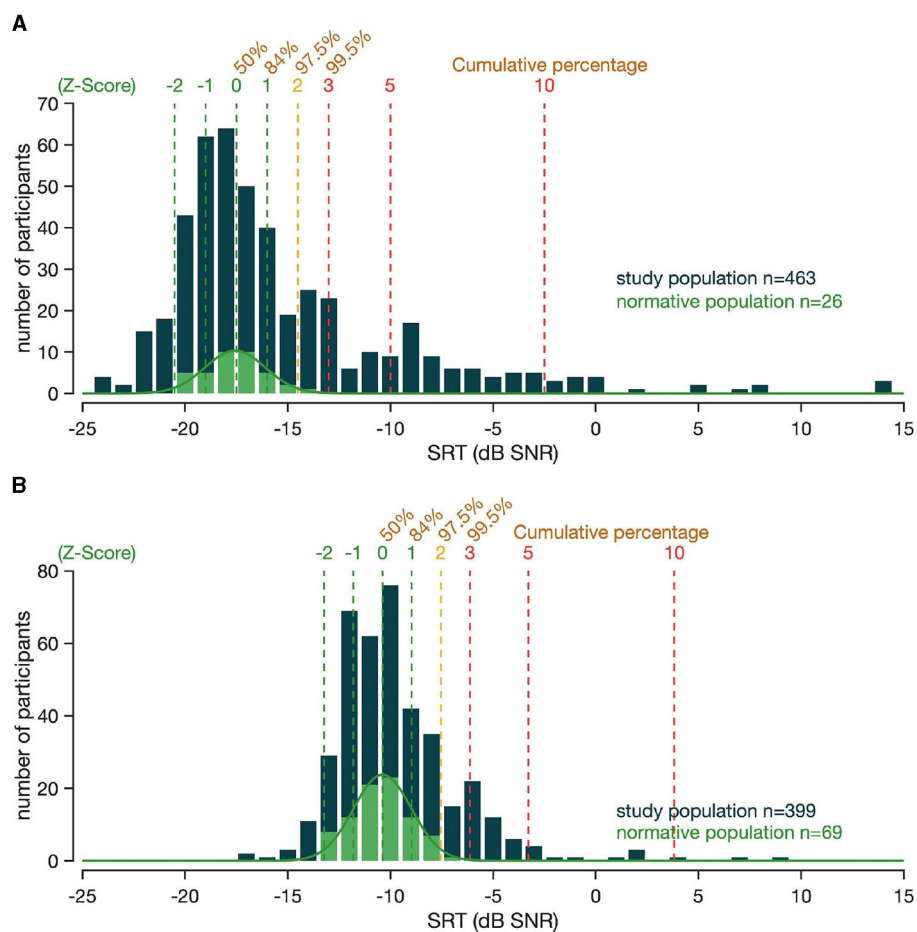 A
50% 84% 97.5% 99.5%
Cumulative percentage
(Z-Score) -2 -1 0 1 2 3 5 10
70
60
50
40
30
20
10
0
number of participants
study population n=463
normative population n=26
-25 -20 -15 -10 -5 0 5 10 15
SRT (dB SNR)
B
50% 84% 97.5% 99.5%
Cumulative percentage
(Z-Score) -2 -1 0 1 2 3 5 10
80
60
40
20
0
number of participants
study population n=399
normative population n=69
-25 -20 -15 -10 -5 0 5 10 15
SRT (dB SNR)